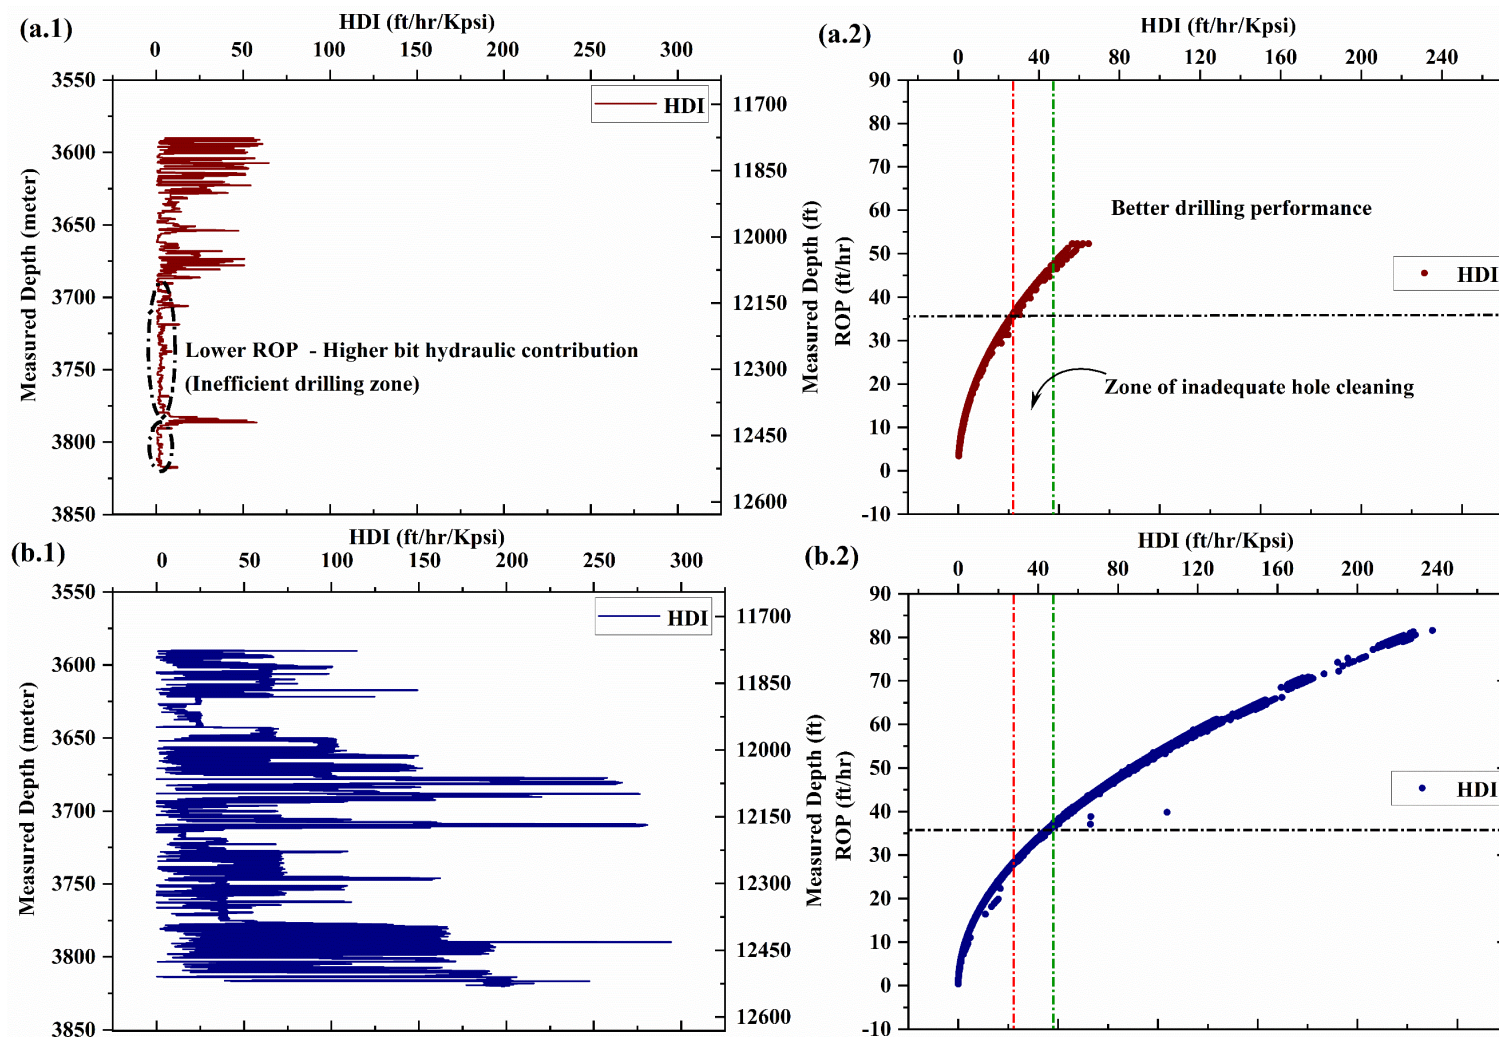 (a.1)
HDI (ft/hr/Kpsi)
0 50 100 150 200 250 300
3550
3600
3650
3700
3750
3800
3850
Measured Depth (meter)
HDI
Lower ROP - Higher bit hydraulic contribution
(Inefficient drilling zone)
11700
11850
12000
12150
12300
12450
12600
Measured Depth (ft)
(a.2)
HDI (ft/hr/Kpsi)
0 40 80 120 160 200 240
90
80
70
60
50
40
30
20
10
0
-10
ROP (ft/hr)
Better drilling performance
HDI
Zone of inadequate hole cleaning
(b.1)
HDI (ft/hr/Kpsi)
0 50 100 150 200 250 300
3550
3600
3650
3700
3750
3800
3850
Measured Depth (meter)
HDI
11700
11850
12000
12150
12300
12450
12600
Measured Depth (ft)
(b.2)
HDI (ft/hr/Kpsi)
0 40 80 120 160 200 240
90
80
70
60
50
40
30
20
10
0
-10
ROP (ft/hr)
HDI